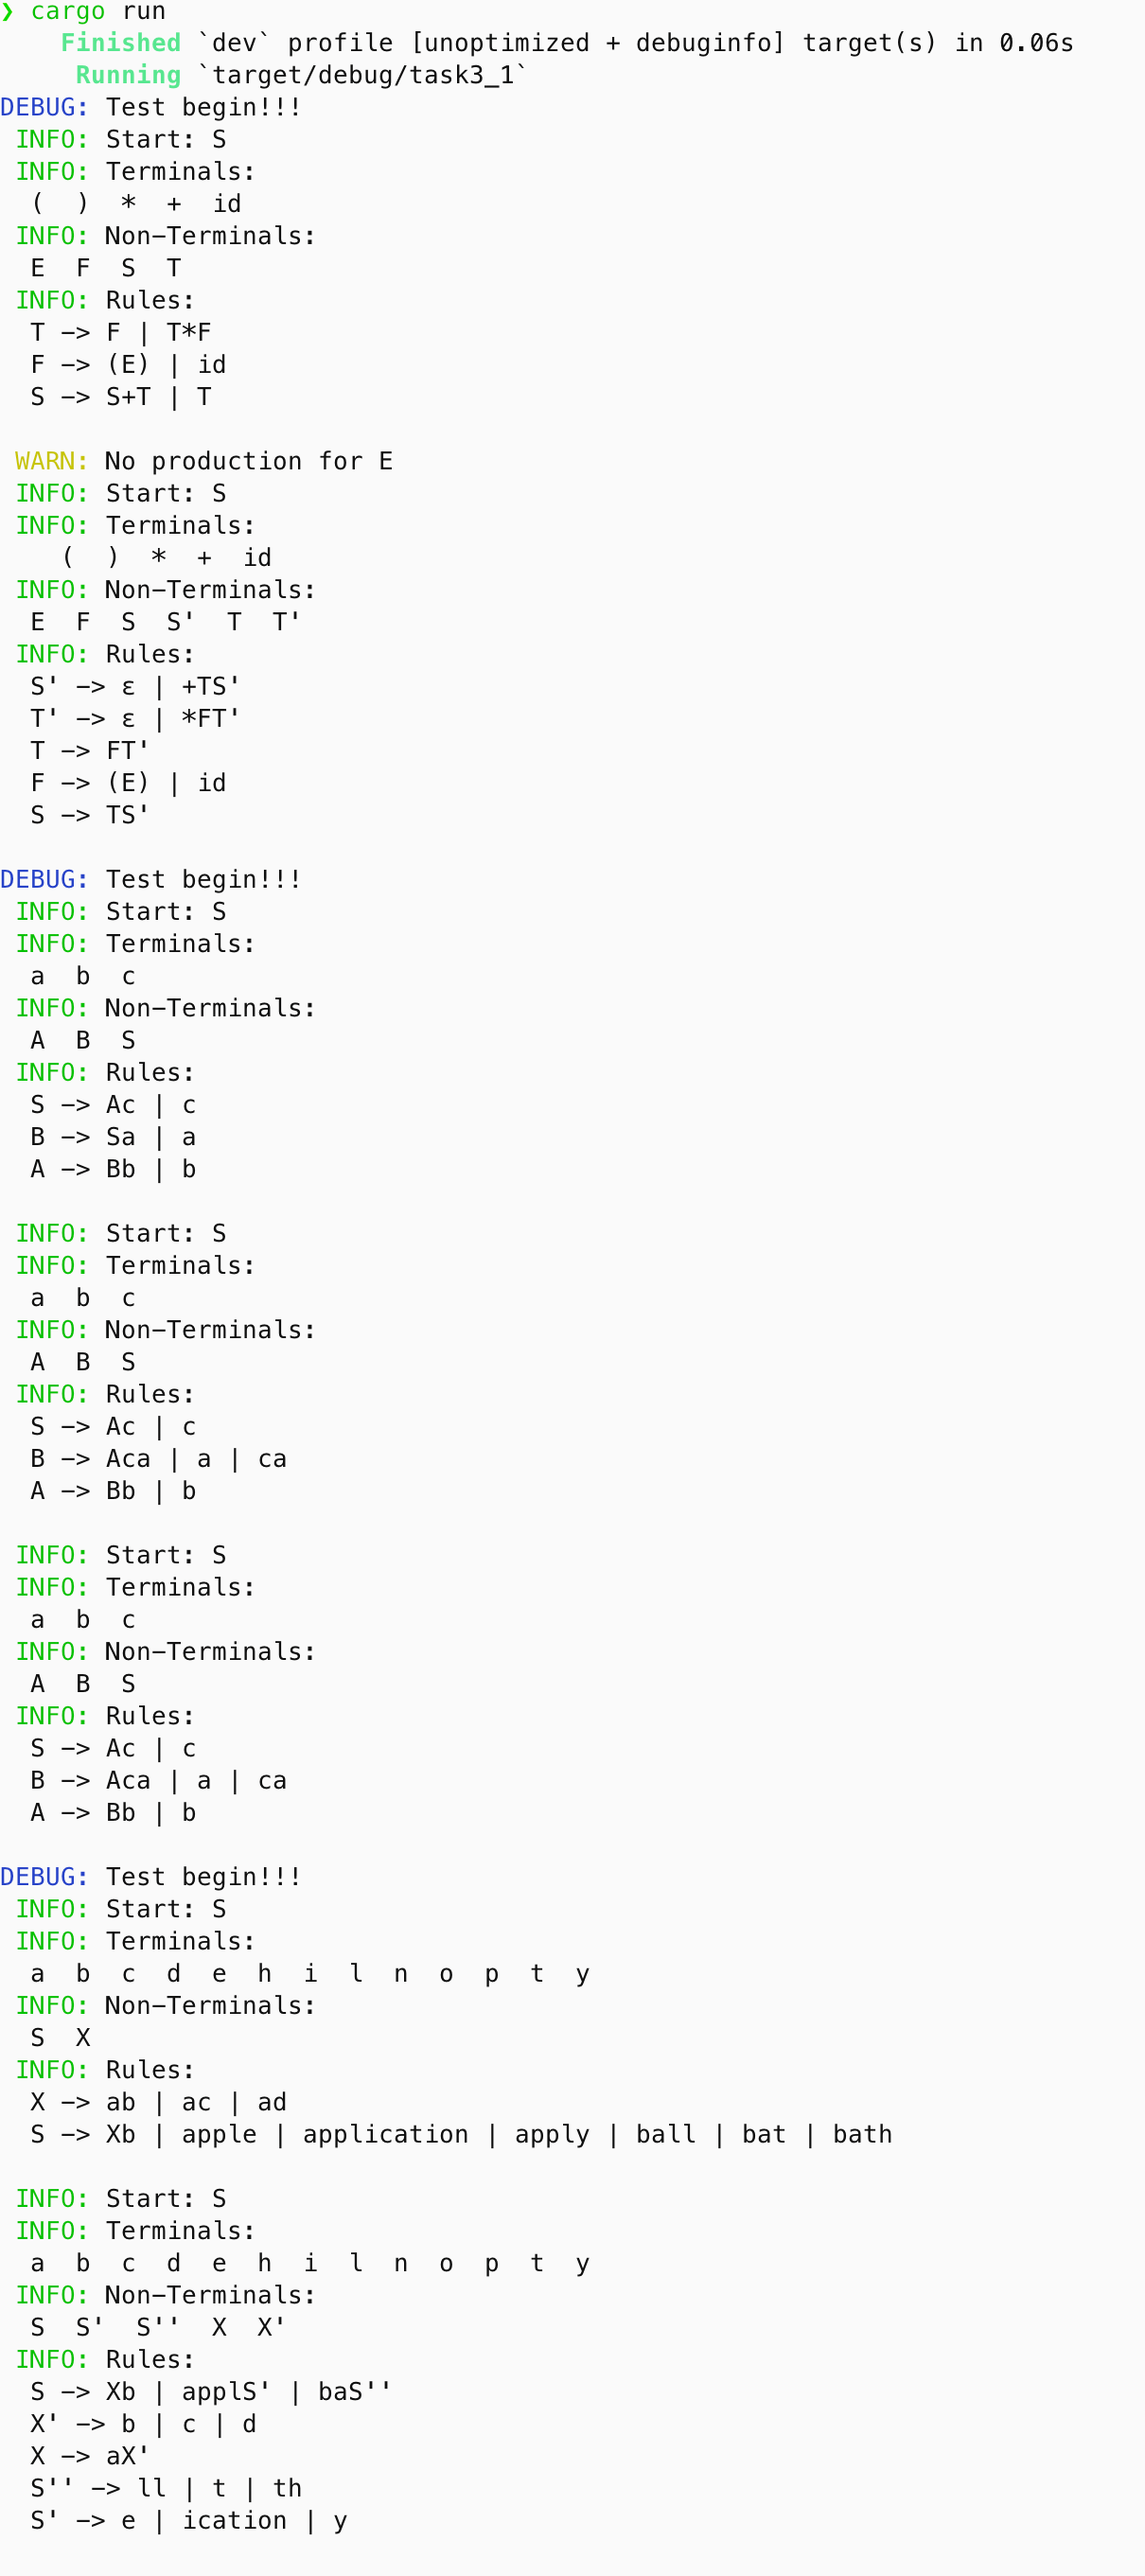 ❯ cargo run
    Finished `dev` profile [unoptimized + debuginfo] target(s) in 0.06s
     Running `target/debug/task3_1`
DEBUG: Test begin!!!
 INFO: Start: S
 INFO: Terminals:
  (  )  *  +  id
 INFO: Non-Terminals:
  E  F  S  T
 INFO: Rules:
  T -> F | T*F
  F -> (E) | id
  S -> S+T | T

 WARN: No production for E
 INFO: Start: S
 INFO: Terminals:
    (  )  *  +  id
 INFO: Non-Terminals:
  E  F  S  S'  T  T'
 INFO: Rules:
  S' -> ε | +TS'
  T' -> ε | *FT'
  T -> FT'
  F -> (E) | id
  S -> TS'

DEBUG: Test begin!!!
 INFO: Start: S
 INFO: Terminals:
  a  b  c
 INFO: Non-Terminals:
  A  B  S
 INFO: Rules:
  S -> Ac | c
  B -> Sa | a
  A -> Bb | b

 INFO: Start: S
 INFO: Terminals:
  a  b  c
 INFO: Non-Terminals:
  A  B  S
 INFO: Rules:
  S -> Ac | c
  B -> Aca | a | ca
  A -> Bb | b

 INFO: Start: S
 INFO: Terminals:
  a  b  c
 INFO: Non-Terminals:
  A  B  S
 INFO: Rules:
  S -> Ac | c
  B -> Aca | a | ca
  A -> Bb | b

DEBUG: Test begin!!!
 INFO: Start: S
 INFO: Terminals:
  a  b  c  d  e  h  i  l  n  o  p  t  y
 INFO: Non-Terminals:
  S  X
 INFO: Rules:
  X -> ab | ac | ad
  S -> Xb | apple | application | apply | ball | bat | bath

 INFO: Start: S
 INFO: Terminals:
  a  b  c  d  e  h  i  l  n  o  p  t  y
 INFO: Non-Terminals:
  S  S'  S''  X  X'
 INFO: Rules:
  S -> Xb | applS' | baS''
  X' -> b | c | d
  X -> aX'
  S'' -> ll | t | th
  S' -> e | ication | y